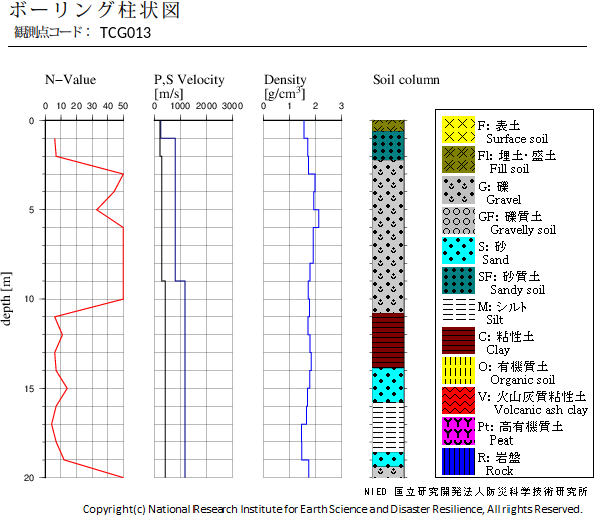 ボーリング柱状図
観測点コード： TCG013
N−Value
P,S Velocity
[m/s]
Density
[g/cm3]
Soil column
0 10 20 30 40 50
0 1000 2000 3000
0 1 2 3
0
5
10
15
20
depth [m]
F: 表土
Surface soil
Fl: 埋土・盛土
Fill soil
G: 礫
Gravel
GF: 礫質土
Gravelly soil
S: 砂
Sand
SF: 砂質土
Sandy soil
M: シルト
Silt
C: 粘性土
Clay
O: 有機質土
Organic soil
V: 火山灰質粘性土
Volcanic ash clay
Pt: 高有機質土
Peat
R: 岩盤
Rock
NIED 国立研究開発法人防災科学技術研究所
Copyright(c) National Research Institute for Earth Science and Disaster Resilience, All rights Reserved.